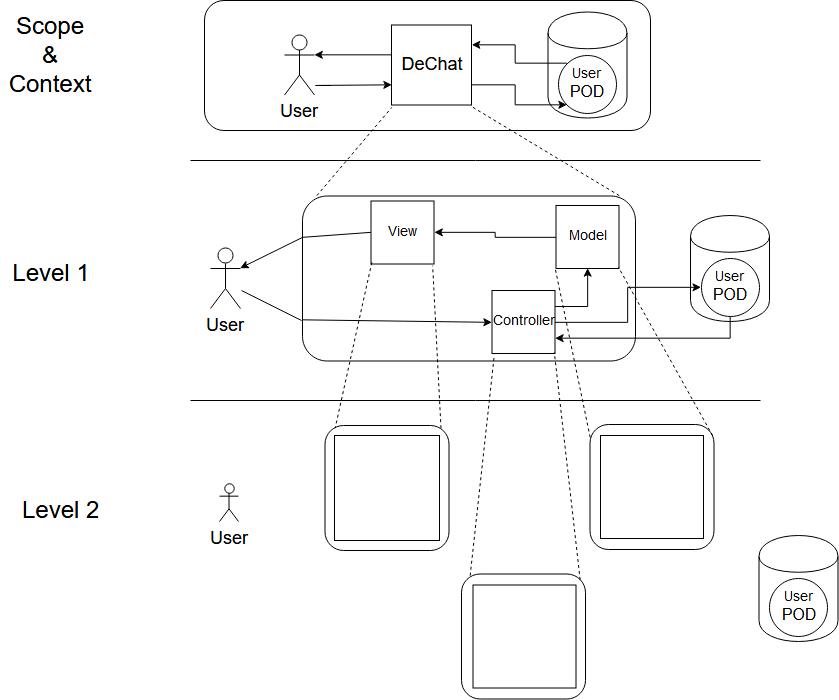 Scope
&
Context
DeChat
User
POD
User
Level 1
View
Model
User
POD
Controller
User
Level 2
User
User
POD